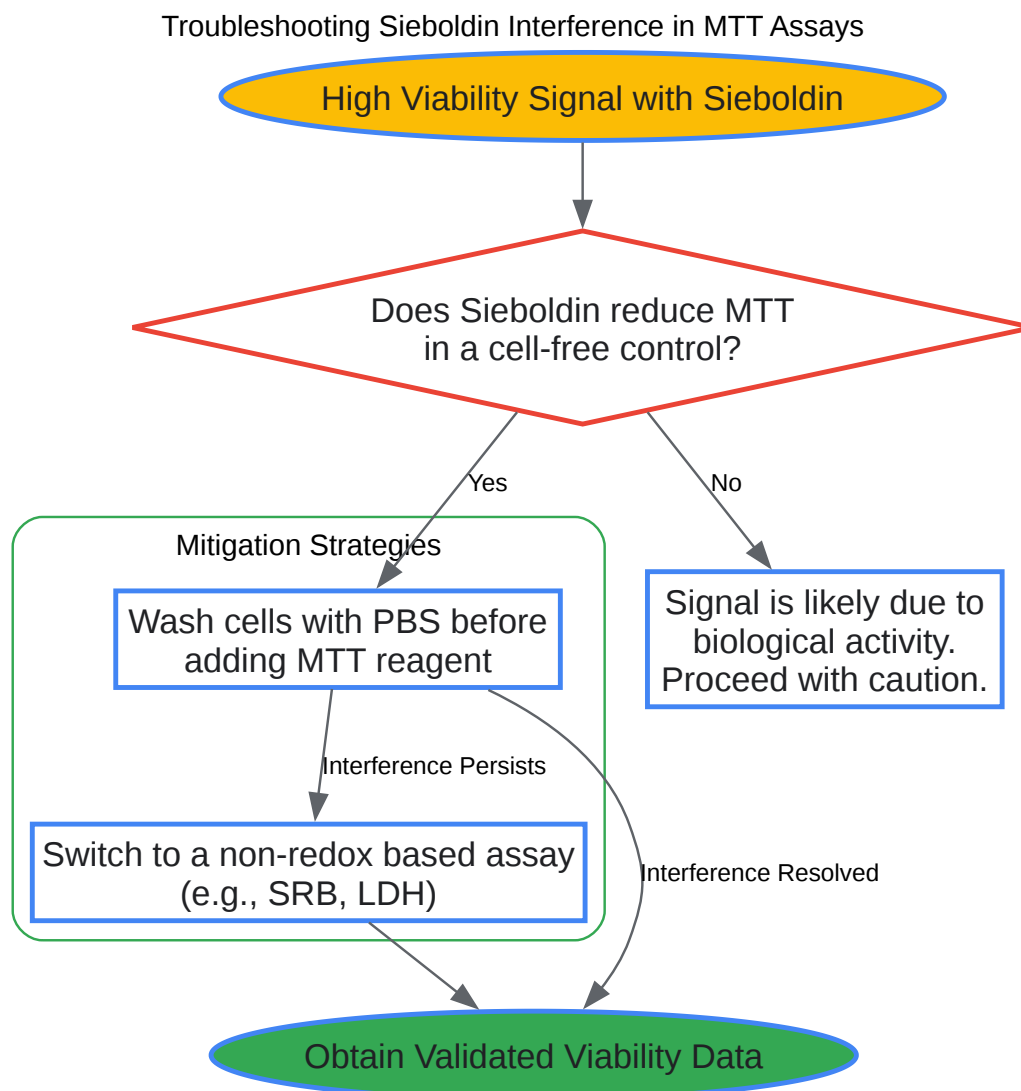 Troubleshooting Sieboldin Interference in MTT Assays
High Viability Signal with Sieboldin
Does Sieboldin reduce MTT
in a cell-free control?
Yes
No
Mitigation Strategies
Wash cells with PBS before
adding MTT reagent
Signal is likely due to
biological activity.
Proceed with caution.
Interference Persists
Switch to a non-redox based assay
(e.g., SRB, LDH)
Interference Resolved
Obtain Validated Viability Data